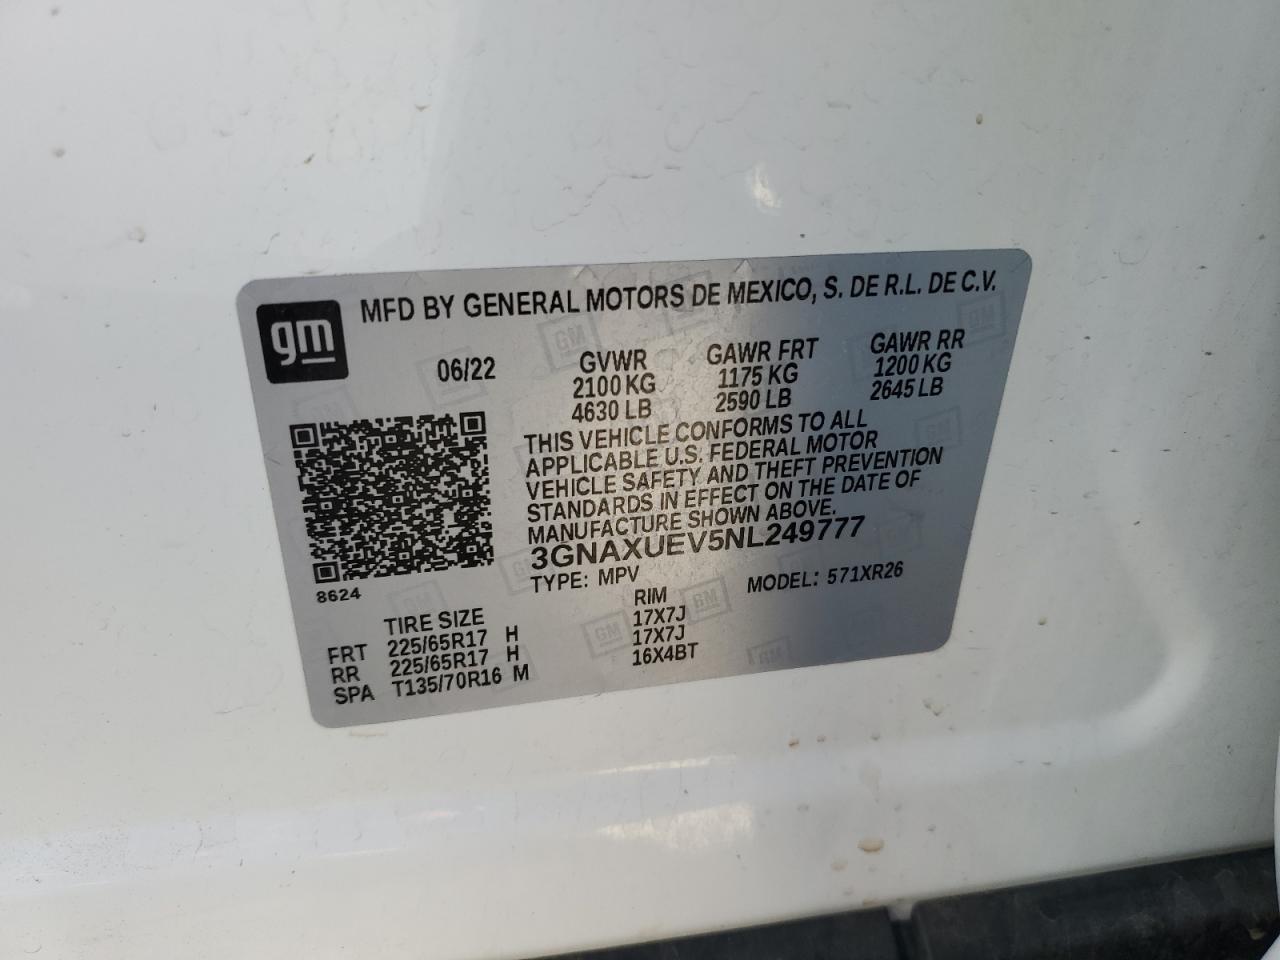 gm
MFD BY GENERAL MOTORS DE MEXICO, S. DE R.L. DE C.V.
06/22 GVWR GAWR FRT GAWR RR
2100 KG 1175 KG 1200 KG
4630 LB 2590 LB 2645 LB
THIS VEHICLE CONFORMS TO ALL
APPLICABLE U.S. FEDERAL MOTOR
VEHICLE SAFETY AND THEFT PREVENTION
STANDARDS IN EFFECT ON THE DATE OF
MANUFACTURE SHOWN ABOVE.
3GNAXUEV5NL249777
TYPE: MPV MODEL: 571XR26
8624
TIRE SIZE RIM
FRT 225/65R17 H 17X7J
RR 225/65R17 H 17X7J
SPA T135/70R16 M 16X4BT